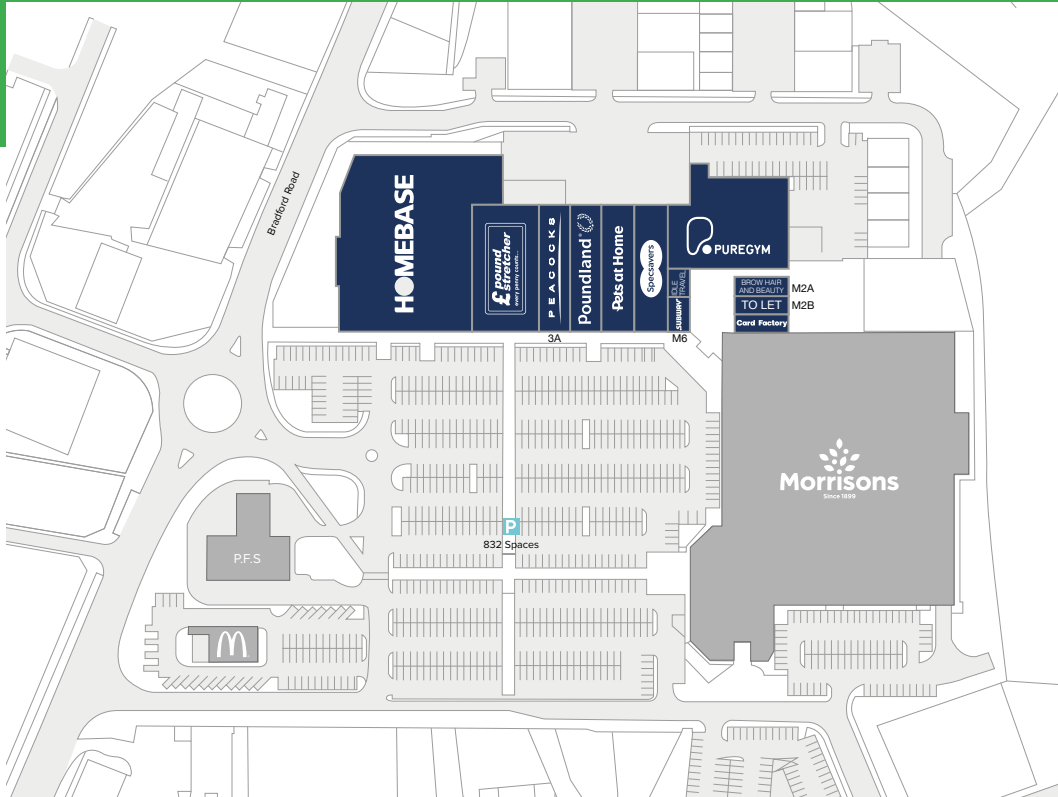 Bradford Road
HOMEBASE
£ pound
stretcher
every penny counts...
PEACOCKS
Poundland
Pets at Home
Specsavers
PUREGYM
IDLE
TRAVEL
SUBWAY
BROW HAIR
AND BEAUTY
M2A
TO LET
M2B
Card Factory
3A
M6
Morrisons
Since 1899
P
832 Spaces
P.F.S
M